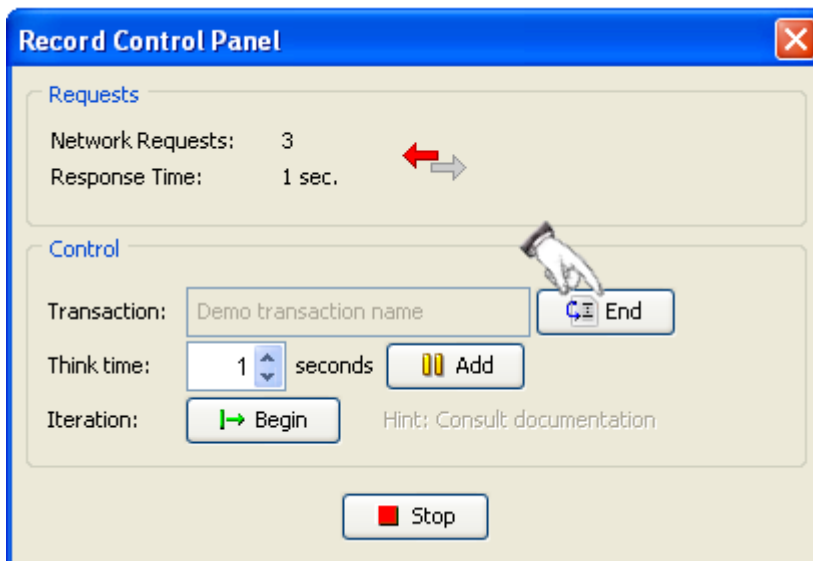 Record Control Panel
Requests
Network Requests: 3
Response Time: 1 sec.
Control
Transaction: Demo transaction name End
Think time: 1 seconds Add
Iteration: Begin Hint: Consult documentation
Stop